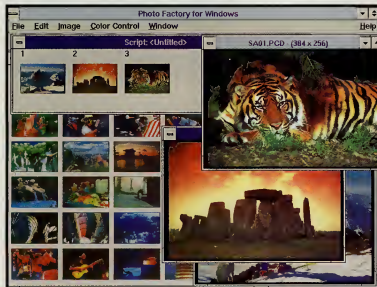 Photo Factory for Windows
File Edit Image Color Control Window Help
Script: <Untitled>
1 2 3
SA01.PCD (384 x 256)